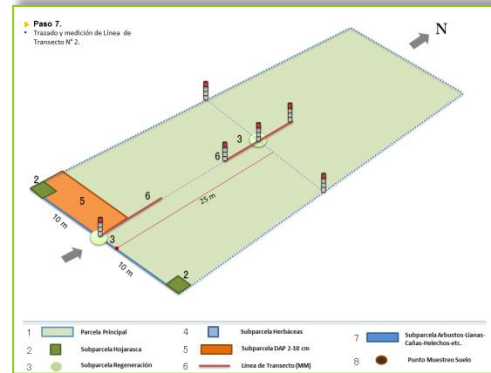 Paso 7.
• Trazado y medición de Línea de
Transecto N° 2.
N
3
6
2
5
6
25 m
10 m
3
10 m
2
1 Parcela Principal
2 Subparcela Hojarasca
3 Subparcela Regeneración
4 Subparcela Herbáceas
5 Subparcela DAP 2-10 cm
6 Línea de Transecto (MM)
7 Subparcela Arbustos-Lianas-
Cañas-Helechos-etc.
8 Punto Muestreo Suelo